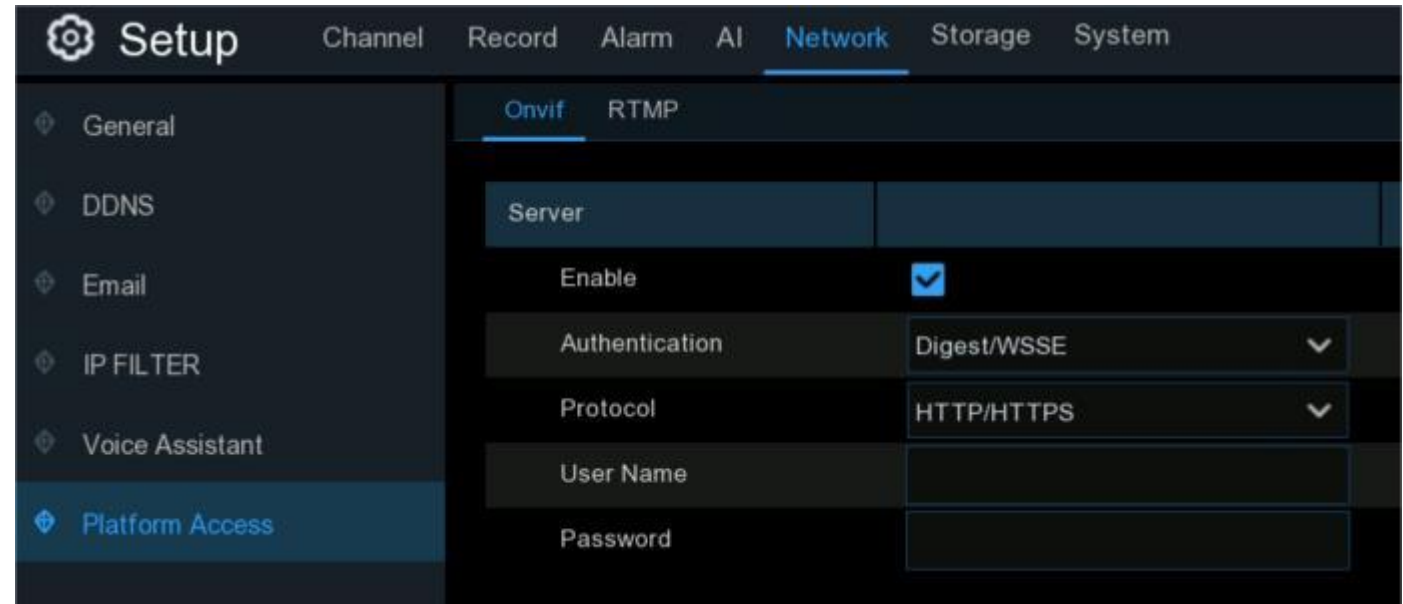 Setup Channel Record Alarm AI Network Storage System
General
DDNS
Email
IP FILTER
Voice Assistant
Platform Access
Onvif RTMP
Server
Enable
Authentication Digest/WSSE
Protocol HTTP/HTTPS
User Name
Password